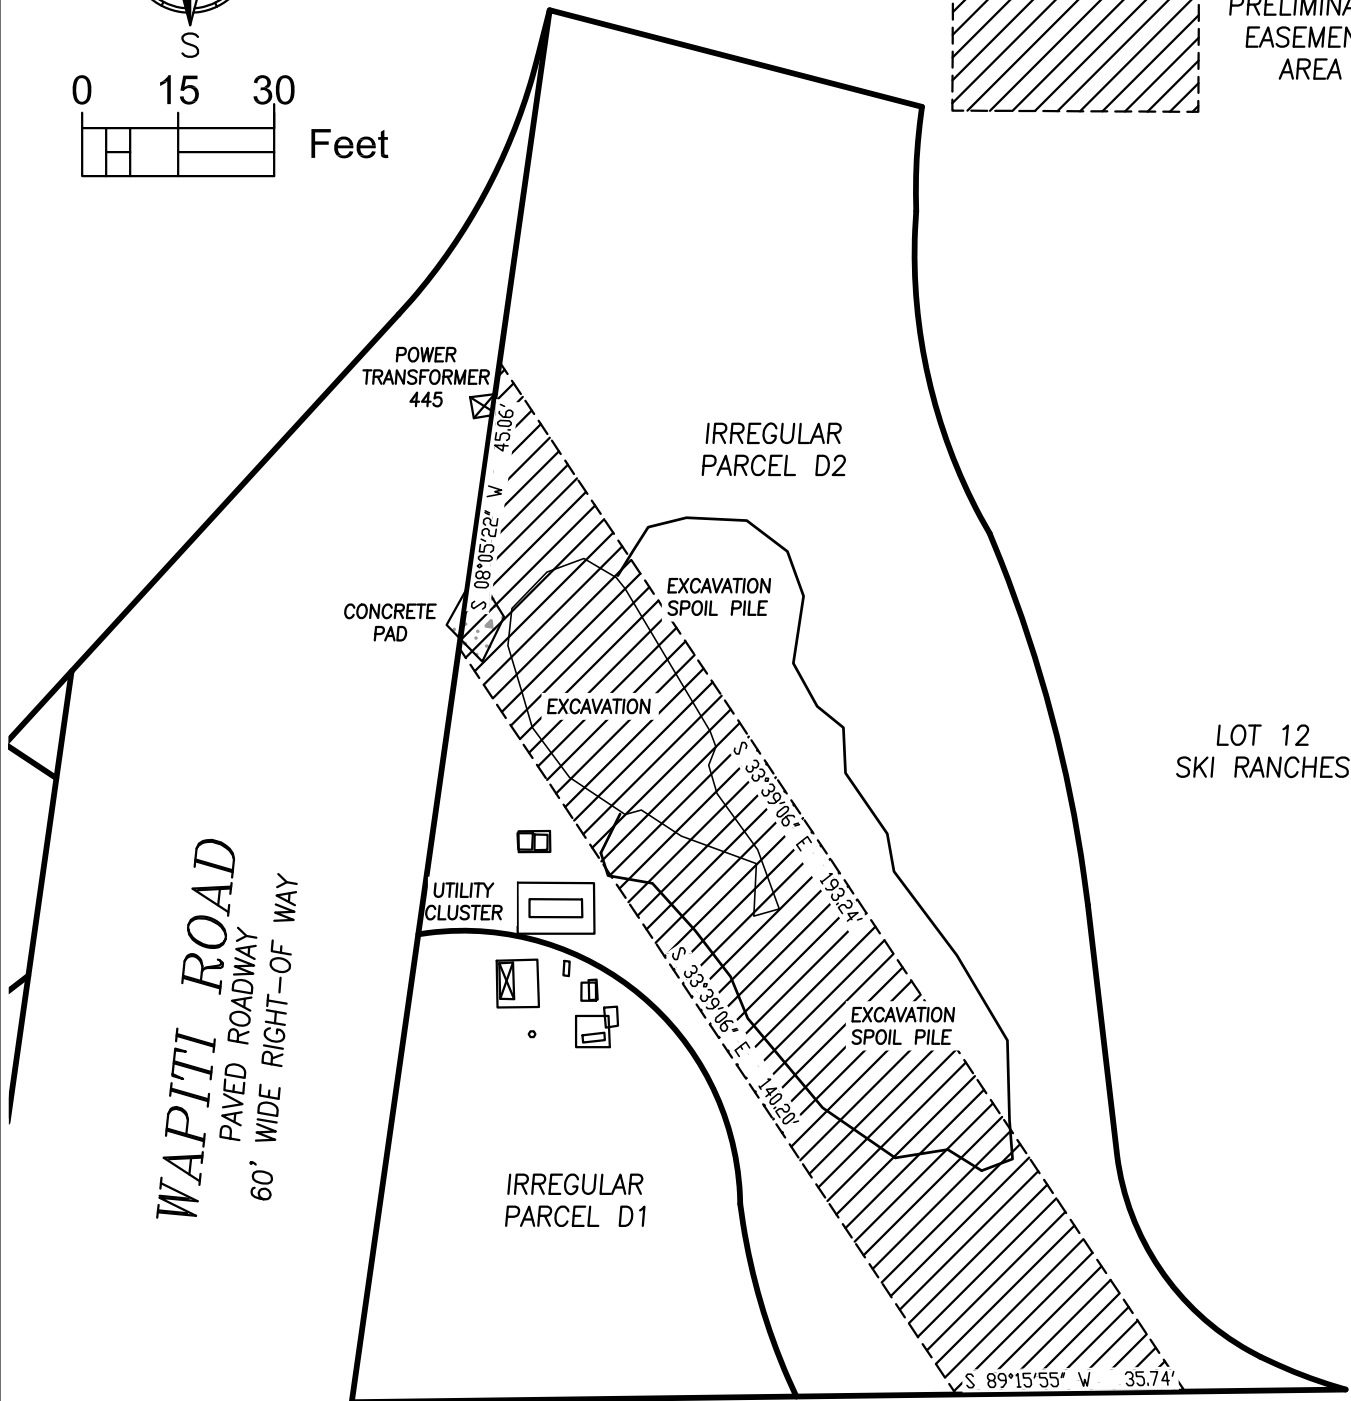 S
0 15 30
Feet
EASEMEN
AREA
POWER
TRANSFORMER
445
S 08°05'22" W 45.06'
IRREGULAR
PARCEL D2
EXCAVATION
SPOIL PILE
CONCRETE
PAD
EXCAVATION
LOT 12
SKI RANCHES
S 33°39'06" E 193.24'
UTILITY
CLUSTER
S 33°39'06" E 140.20'
EXCAVATION
SPOIL PILE
WAPITI ROAD
PAVED ROADWAY
60' WIDE RIGHT-OF WAY
IRREGULAR
PARCEL D1
S 89°15'55" W 35.74'